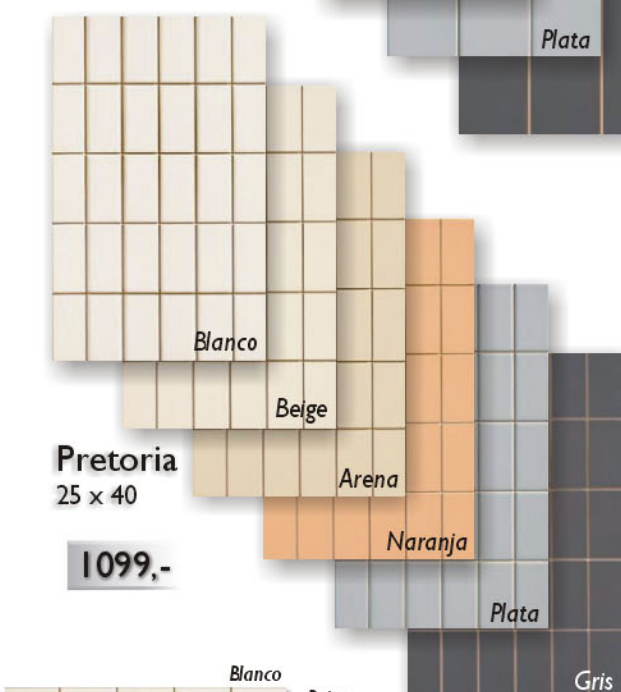 Plata
Blanco
Beige
Pretoria
25 x 40
Arena
Naranja
1099,-
Plata
Gris
Blanco